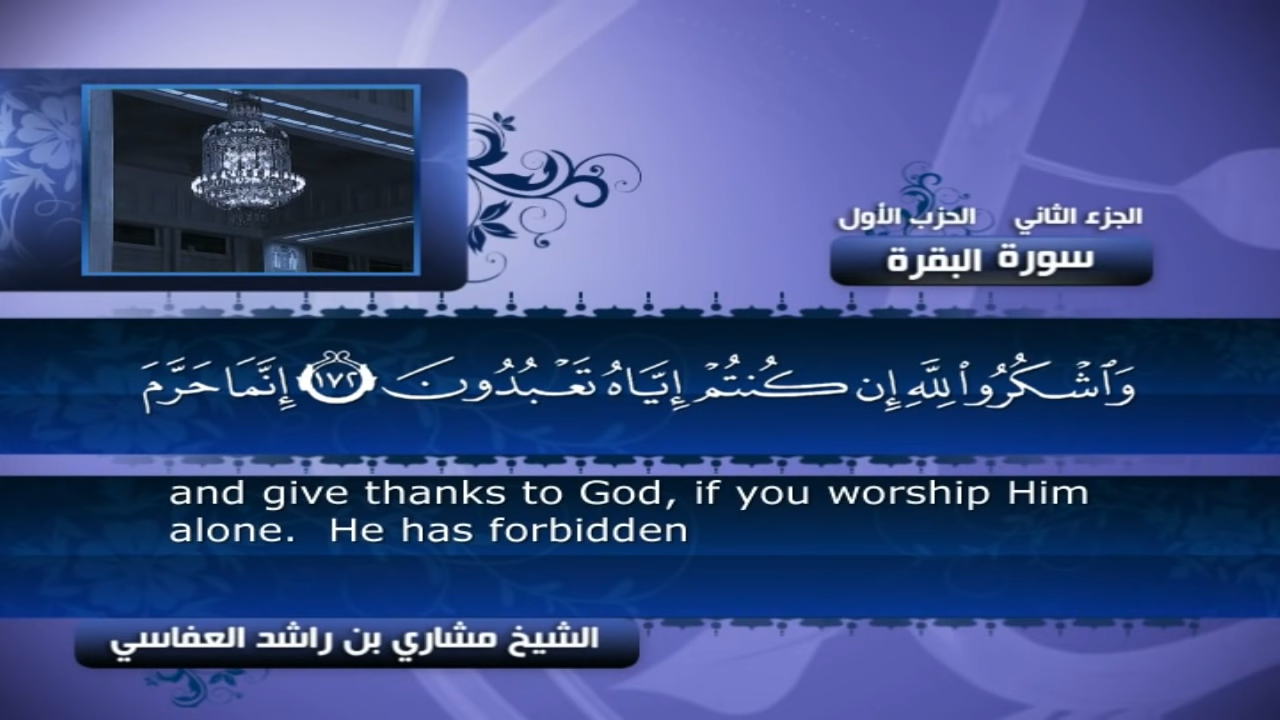 الجزء الثاني الحزب الأول
سورة البقرة
وَٱشْكُرُوا۟ لِلَّهِ إِن كُنتُمْ إِيَّاهُ تَعْبُدُونَ ١٧٢ إِنَّمَا حَرَّمَ
and give thanks to God, if you worship Him
alone. He has forbidden
الشيخ مشاري بن راشد العفاسي